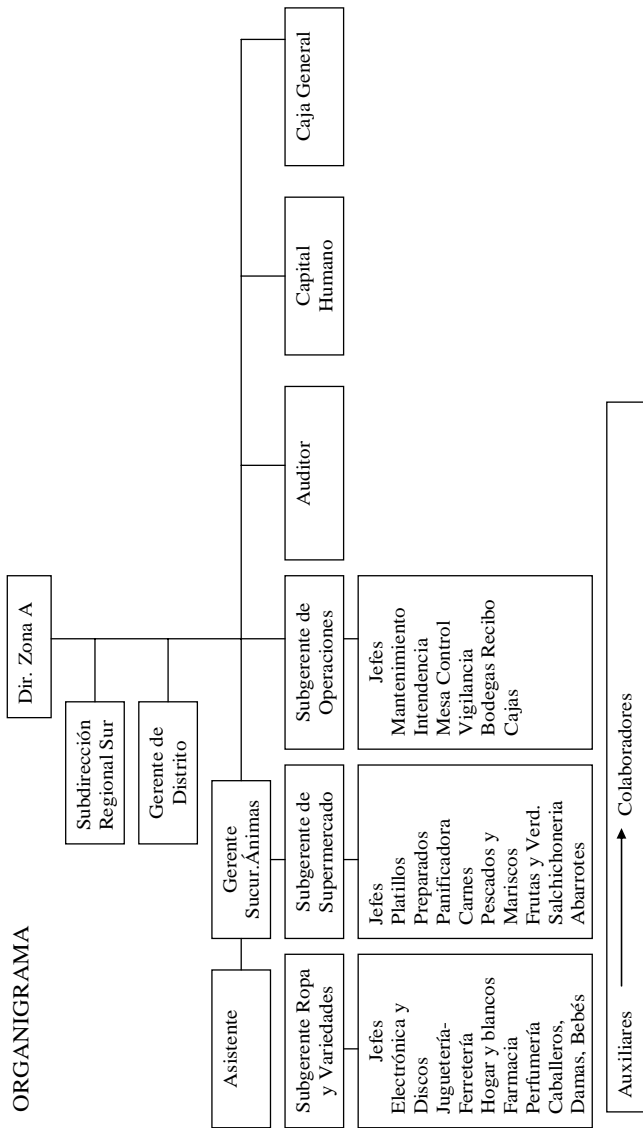 ORGANIGRAMA
Dir. Zona A
Subdirección
Regional Sur
Gerente de
Distrito
Asistente
Gerente
Sucur.Ánimas
Subgerente Ropa
y Variedades
Subgerente de
Supermercado
Subgerente de
Operaciones
Auditor
Capital
Humano
Caja General
Jefes
Electrónica y
Discos
Juguetería-
Ferretería
Hogar y blancos
Farmacia
Perfumería
Caballeros,
Damas, Bebés
Jefes
Platillos
Preparados
Panificadora
Carnes
Pescados y
Mariscos
Frutas y Verd.
Salchichoneria
Abarrotes
Jefes
Mantenimiento
Intendencia
Mesa Control
Vigilancia
Bodegas Recibo
Cajas
Auxiliares Colaboradores